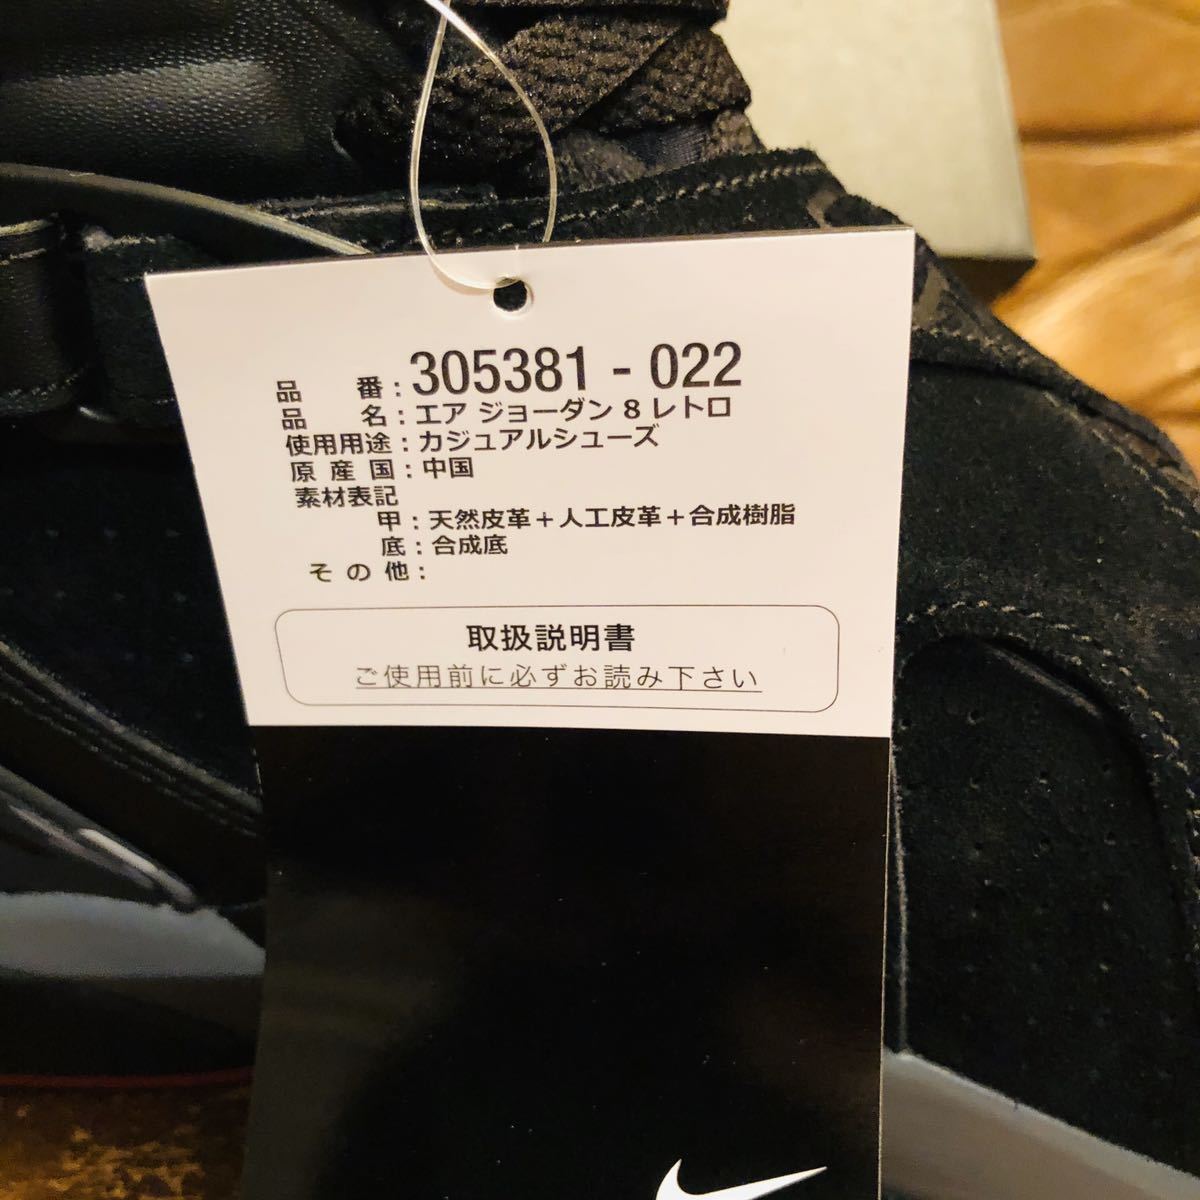 品 番：305381 - 022
品 名：エア ジョーダン 8 レトロ
使用用途：カジュアルシューズ
原 産 国：中国
素材表記
甲：天然皮革＋人工皮革＋合成樹脂
底：合成底
そ の 他：
取扱説明書
ご使用前に必ずお読み下さい